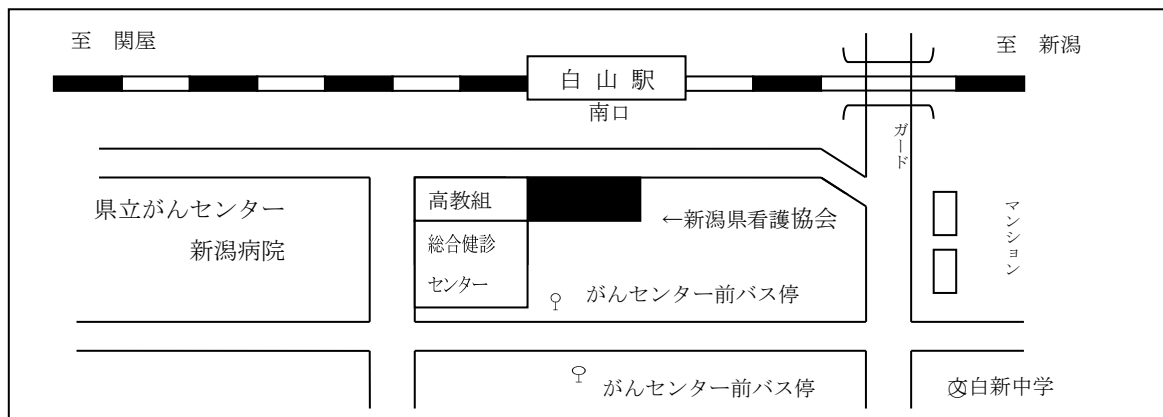 至　関屋
至　新潟
白 山 駅
南口
ガード
高教組
県立がんセンター
新潟病院
←新潟県看護協会
マンション
総合健診
センター
がんセンター前バス停
がんセンター前バス停
文白新中学